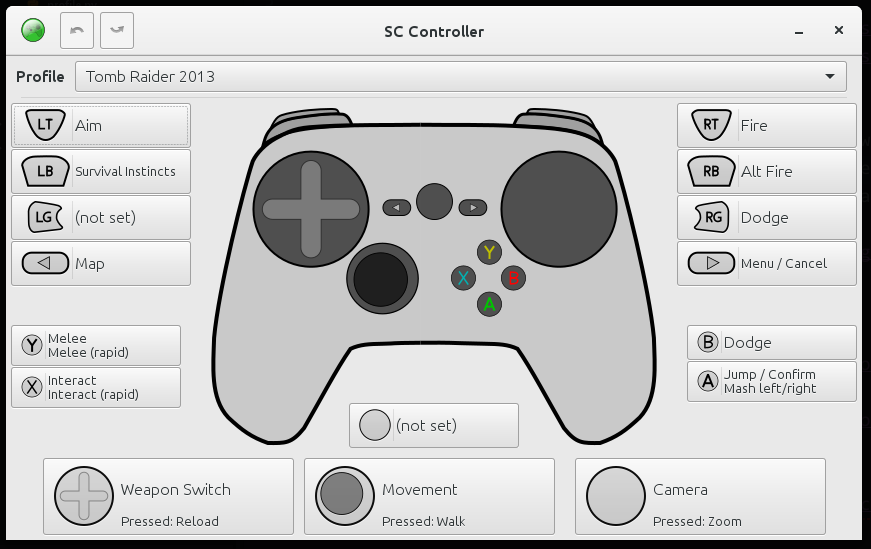 SC Controller
Profile
Tomb Raider 2013
LT Aim
RT Fire
LB Survival Instincts
RB Alt Fire
LG (not set)
RG Dodge
Map
Menu / Cancel
Y
X
B
A
Y Melee
Melee (rapid)
B Dodge
X Interact
Interact (rapid)
A Jump / Confirm
Mash left/right
(not set)
Weapon Switch
Pressed: Reload
Movement
Pressed: Walk
Camera
Pressed: Zoom